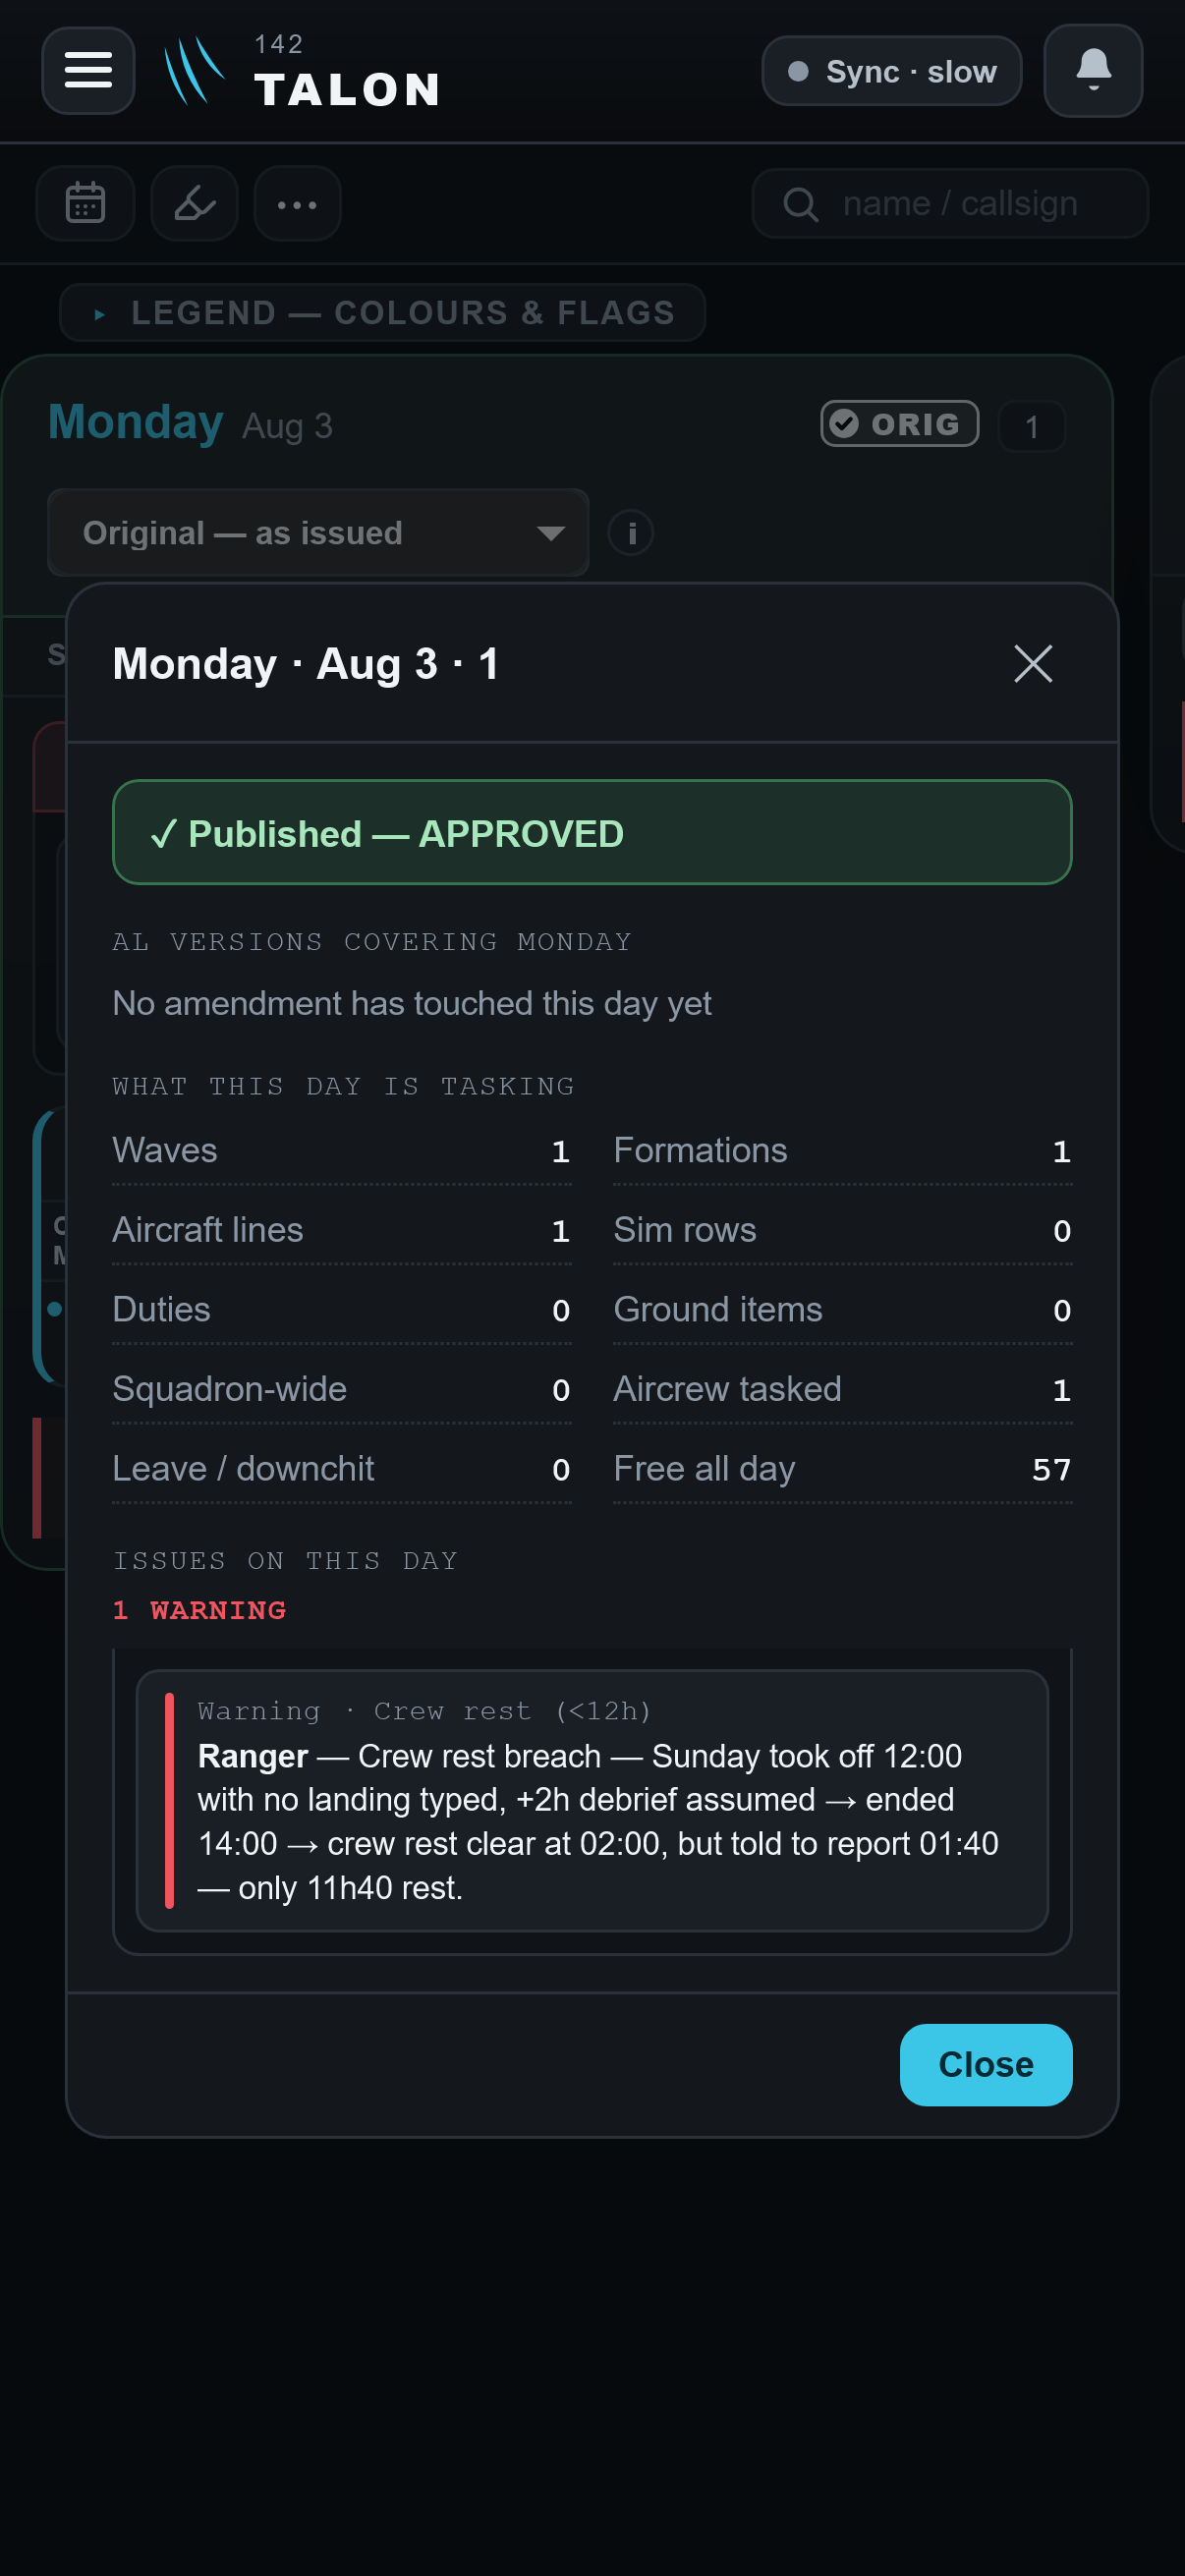 142
TALON
Sync · slow
name / callsign
▸ LEGEND — COLOURS & FLAGS
Monday Aug 3
ORIG
1
Original — as issued
i
S
Monday · Aug 3 · 1
✓ Published — APPROVED
AL VERSIONS COVERING MONDAY
No amendment has touched this day yet
WHAT THIS DAY IS TASKING
Waves 1
Formations 1
Aircraft lines 1
Sim rows 0
Duties 0
Ground items 0
Squadron-wide 0
Aircrew tasked 1
Leave / downchit 0
Free all day 57
ISSUES ON THIS DAY
1 WARNING
Warning · Crew rest (<12h)
Ranger — Crew rest breach — Sunday took off 12:00
with no landing typed, +2h debrief assumed → ended
14:00 → crew rest clear at 02:00, but told to report 01:40
— only 11h40 rest.
Close